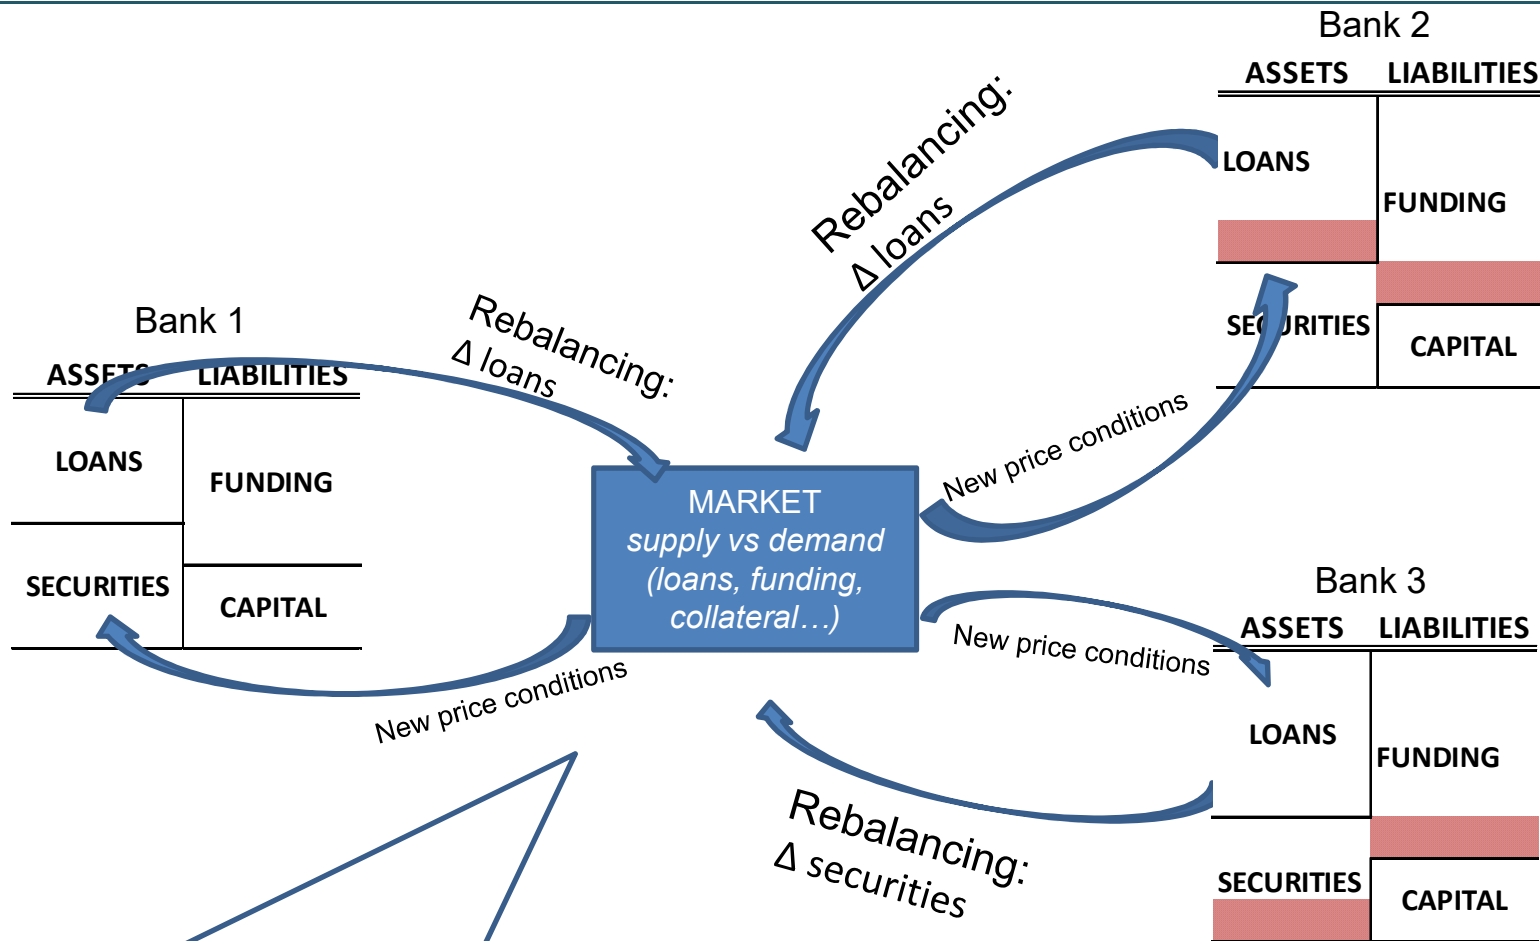 Bank 2
ASSETS LIABILITIES
LOANS
FUNDING
SECURITIES
CAPITAL
Rebalancing:
Δ loans
New price conditions
Bank 1
ASSETS LIABILITIES
LOANS
FUNDING
SECURITIES
CAPITAL
Rebalancing:
Δ loans
New price conditions
MARKET
supply vs demand
(loans, funding,
collateral…)
Bank 3
ASSETS LIABILITIES
LOANS
FUNDING
SECURITIES
CAPITAL
New price conditions
Rebalancing:
Δ securities